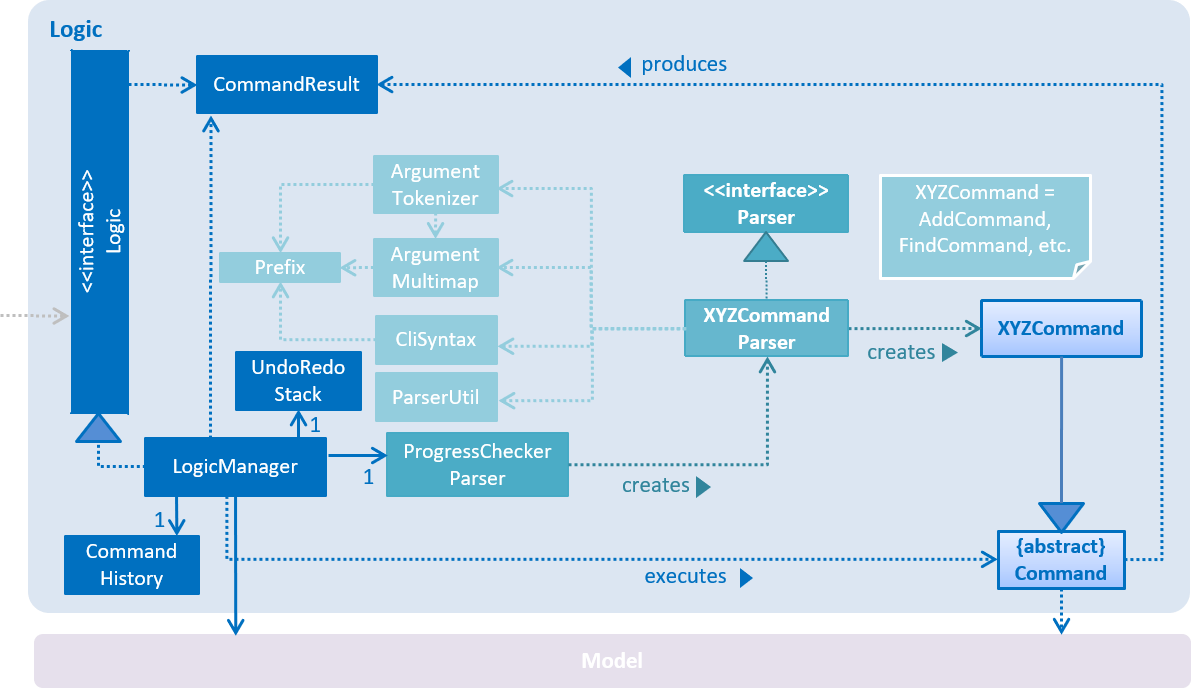 Logic
<<interface>>
Logic
CommandResult
produces
Argument
Tokenizer
<<interface>>
Parser
XYZCommand =
AddCommand,
FindCommand, etc.
Prefix
Argument
Multimap
CliSyntax
XYZCommand
Parser
XYZCommand
creates
UndoRedo
Stack
ParserUtil
1
LogicManager
1
ProgressChecker
Parser
creates
1
Command
History
executes
{abstract}
Command
Model